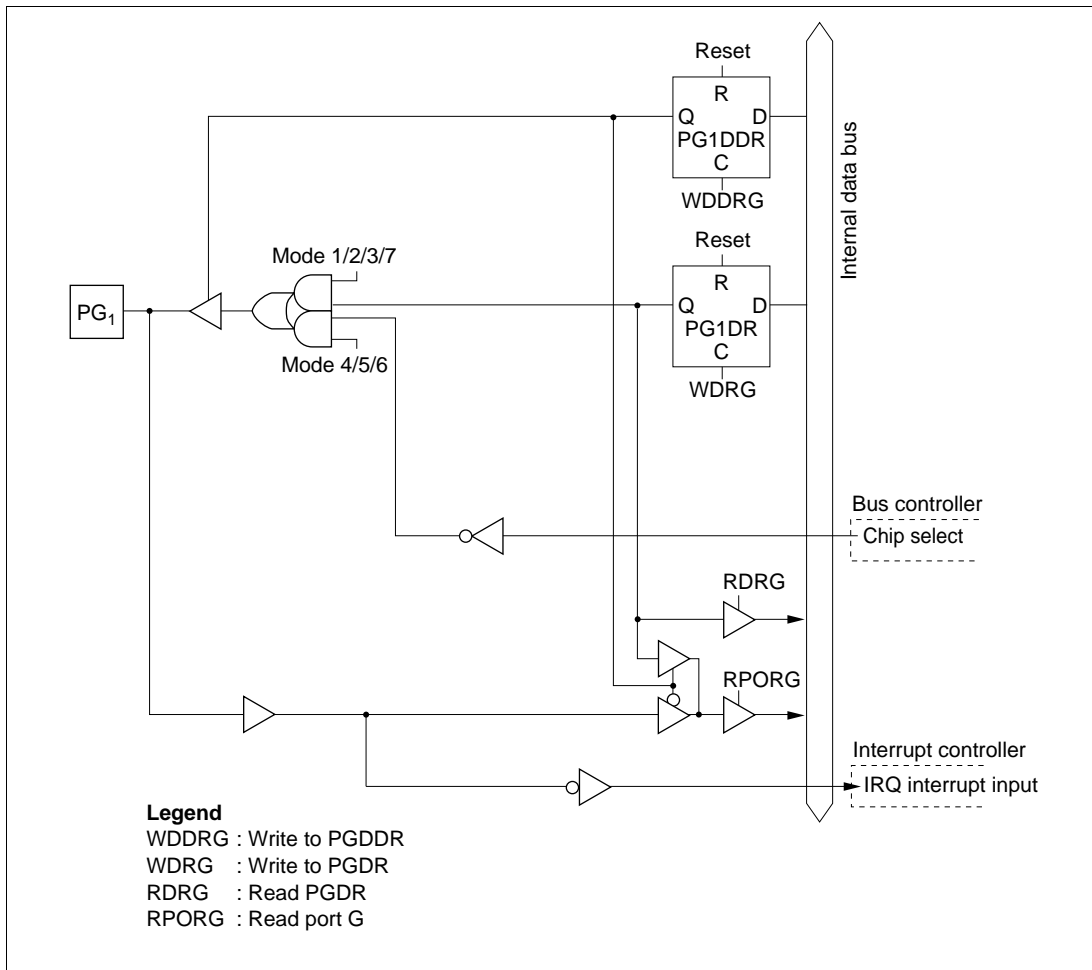 Reset
R
Q D
PG1DDR
C
WDDRG
Internal data bus
Reset
Mode 1/2/3/7
R
Q D
PG1DR
C
WDRG
PG₁
Mode 4/5/6
Bus controller
Chip select
RDRG
RPORG
Interrupt controller
IRQ interrupt input
Legend
WDDRG : Write to PGDDR
WDRG : Write to PGDR
RDRG : Read PGDR
RPORG : Read port G